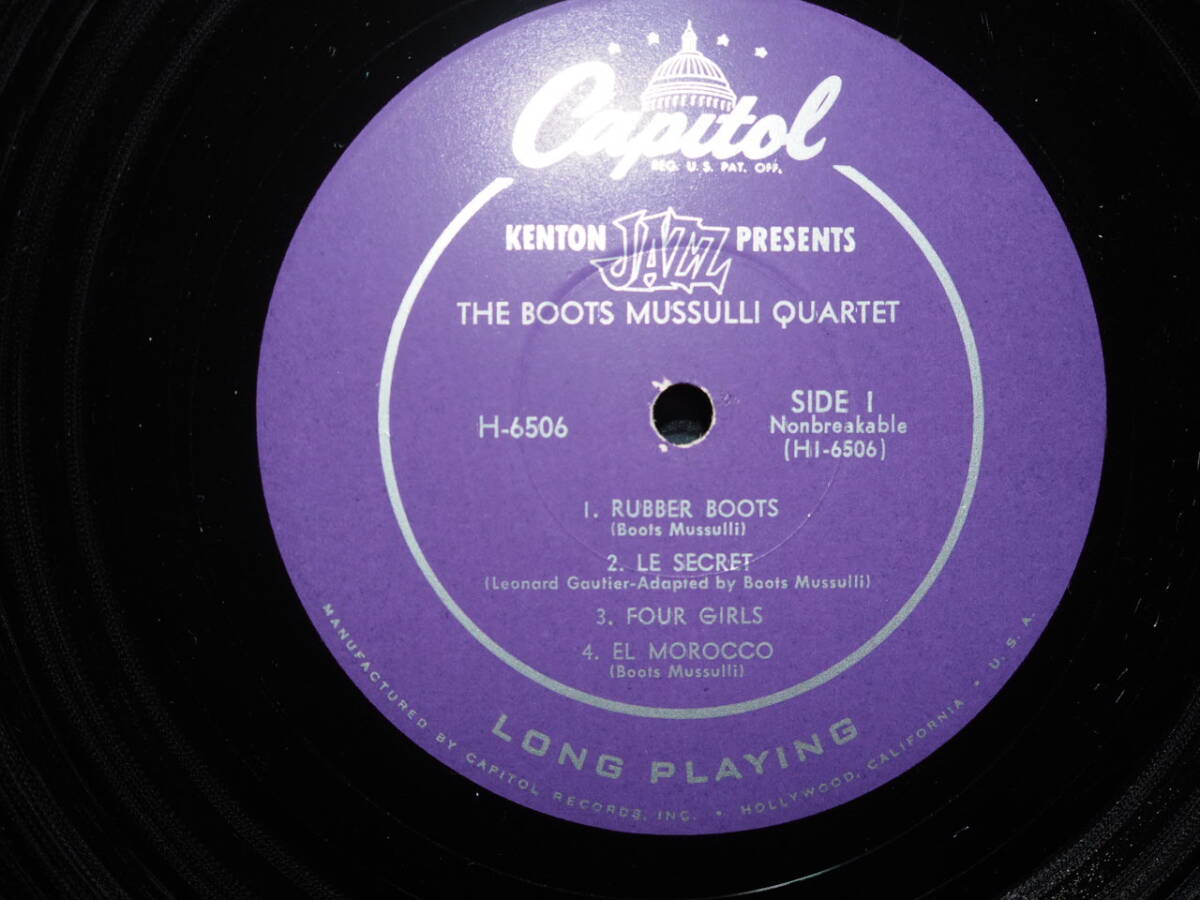 Capitol
REG. U. S. PAT. OFF.
KENTON JAZZ PRESENTS
THE BOOTS MUSSULLI QUARTET
H-6506
SIDE 1
Nonbreakable
(H1-6506)
1. RUBBER BOOTS
(Boots Mussulli)
2. LE SECRET
(Leonard Gautier-Adapted by Boots Mussulli)
3. FOUR GIRLS
4. EL MOROCCO
(Boots Mussulli)
LONG PLAYING
MANUFACTURED BY CAPITOL RECORDS, INC. • HOLLYWOOD, CALIFORNIA • U. S. A.